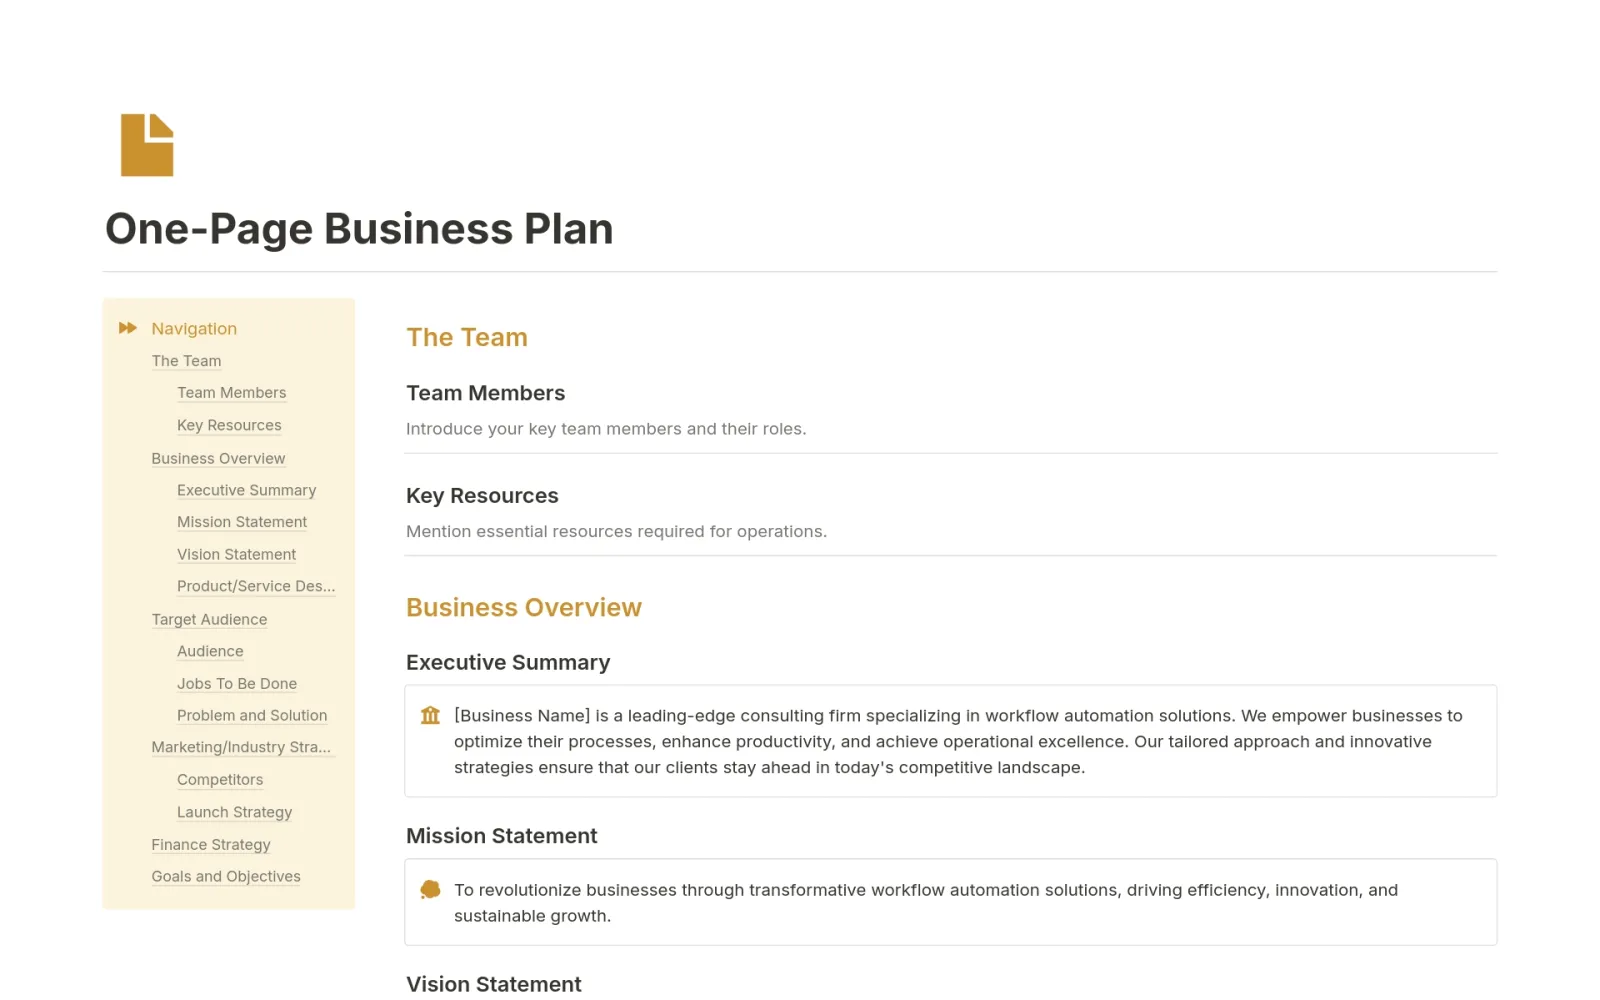 One-Page Business Plan
Navigation
The Team
Team Members
Key Resources
Business Overview
Executive Summary
Mission Statement
Vision Statement
Product/Service Des...
Target Audience
Audience
Jobs To Be Done
Problem and Solution
Marketing/Industry Stra...
Competitors
Launch Strategy
Finance Strategy
Goals and Objectives
The Team
Team Members
Introduce your key team members and their roles.
Key Resources
Mention essential resources required for operations.
Business Overview
Executive Summary
[Business Name] is a leading-edge consulting firm specializing in workflow automation solutions. We empower businesses to
optimize their processes, enhance productivity, and achieve operational excellence. Our tailored approach and innovative
strategies ensure that our clients stay ahead in today's competitive landscape.
Mission Statement
To revolutionize businesses through transformative workflow automation solutions, driving efficiency, innovation, and
sustainable growth.
Vision Statement